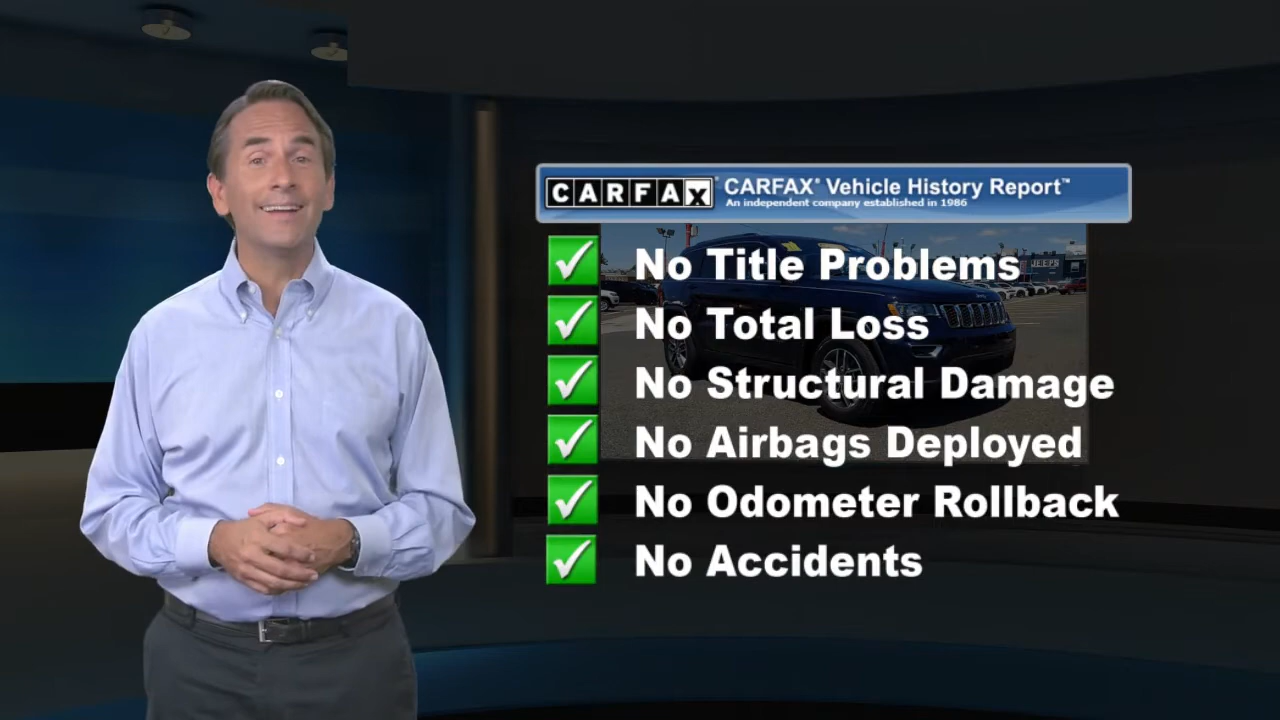 CARFAX® CARFAX® Vehicle History Report™
An independent company established in 1986
No Title Problems
No Total Loss
No Structural Damage
No Airbags Deployed
No Odometer Rollback
No Accidents